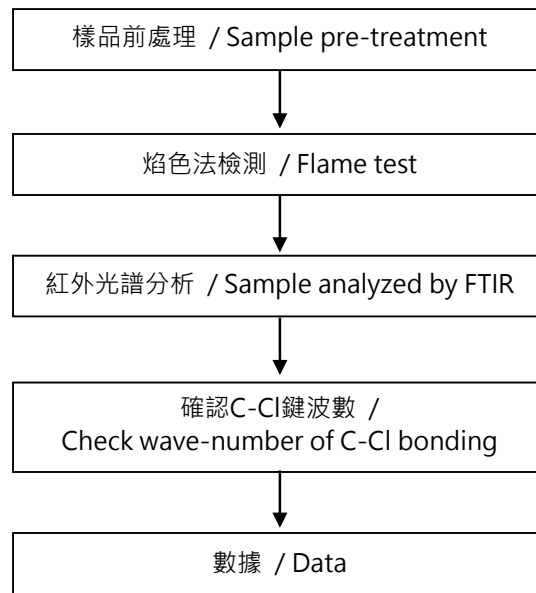 樣品前處理 / Sample pre-treatment
焰色法檢測 / Flame test
紅外光譜分析 / Sample analyzed by FTIR
確認C-Cl鍵波數 /
Check wave-number of C-Cl bonding
數據 / Data